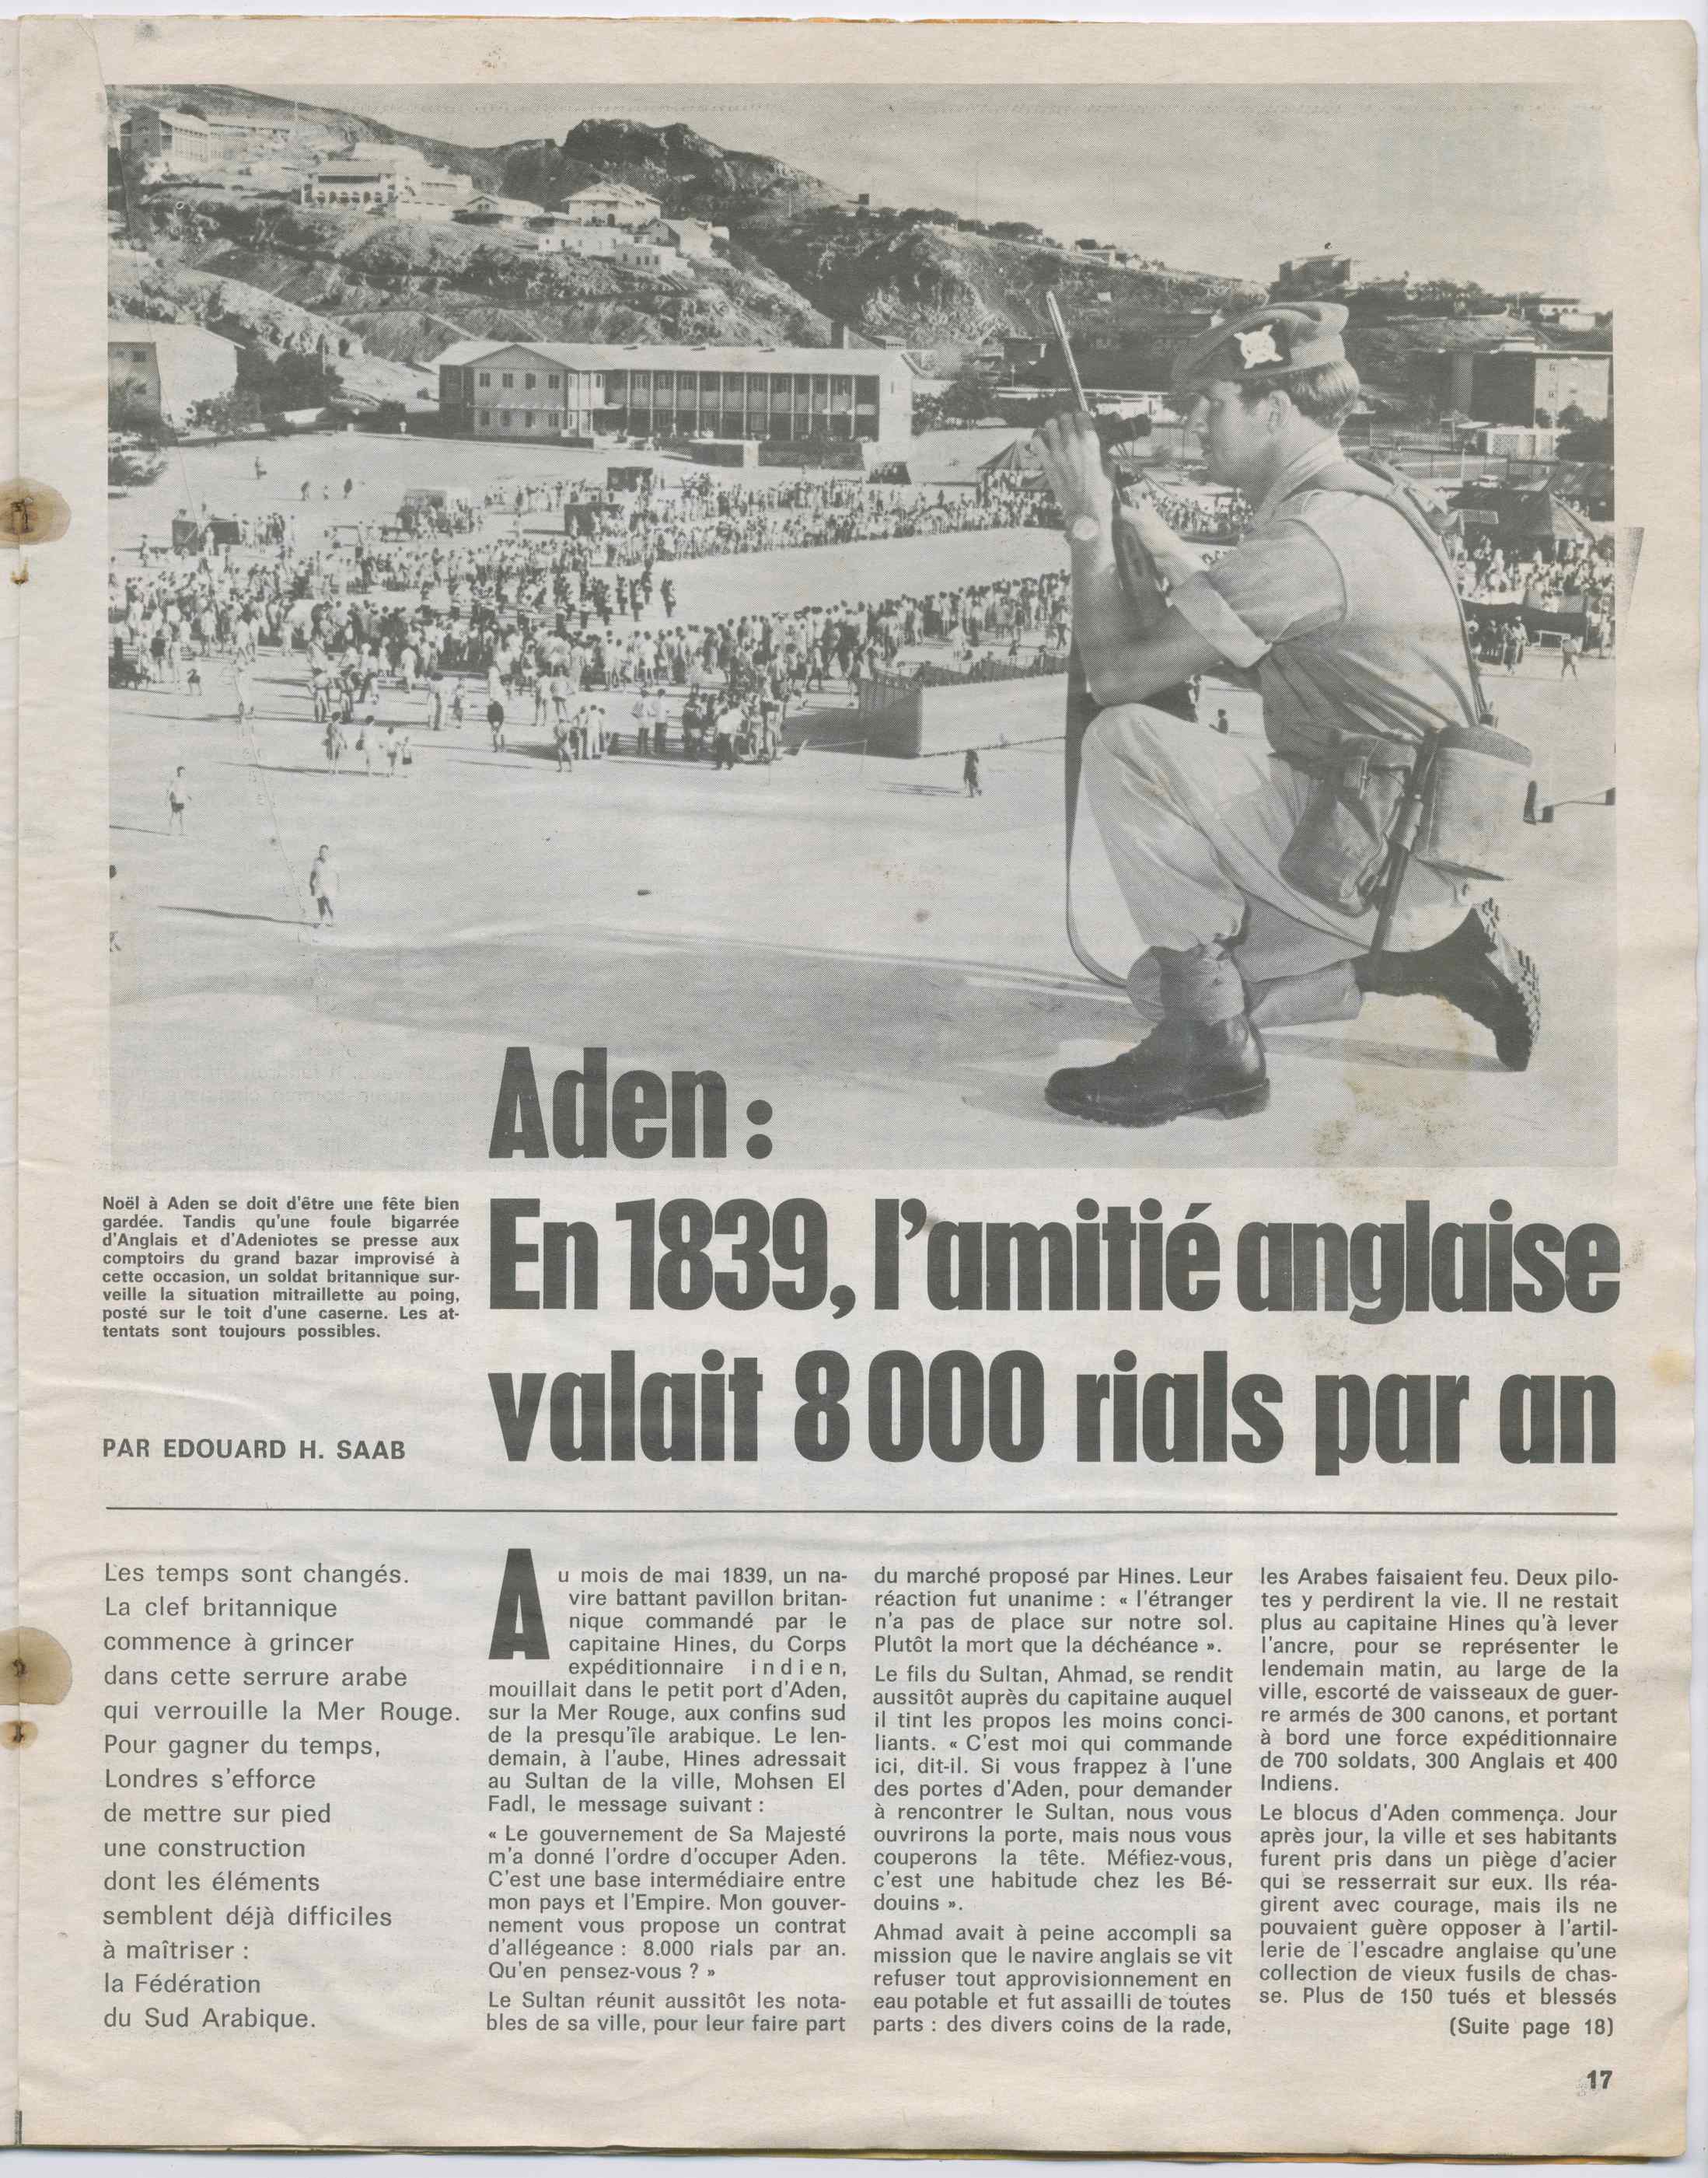 Aden :
En 1839, l'amitié anglaise
valait 8 000 rials par an
Noël à Aden se doit d'être une fête bien
gardée. Tandis qu'une foule bigarrée
d'Anglais et d'Adeniotes se presse aux
comptoirs du grand bazar improvisé à
cette occasion, un soldat britannique sur-
veille la situation mitraillette au poing,
posté sur le toit d'une caserne. Les at-
tentats sont toujours possibles.
PAR EDOUARD H. SAAB
Les temps sont changés.
La clef britannique
commence à grincer
dans cette serrure arabe
qui verrouille la Mer Rouge.
Pour gagner du temps,
Londres s'efforce
de mettre sur pied
une construction
dont les éléments
semblent déjà difficiles
à maîtriser :
la Fédération
du Sud Arabique.
Au mois de mai 1839, un na-
vire battant pavillon britan-
nique commandé par le
capitaine Hines, du Corps
expéditionnaire indien,
mouillait dans le petit port d'Aden,
sur la Mer Rouge, aux confins sud
de la presqu'île arabique. Le len-
demain, à l'aube, Hines adressait
au Sultan de la ville, Mohsen El
Fadl, le message suivant :
« Le gouvernement de Sa Majesté
m'a donné l'ordre d'occuper Aden.
C'est une base intermédiaire entre
mon pays et l'Empire. Mon gouver-
nement vous propose un contrat
d'allégeance : 8.000 rials par an.
Qu'en pensez-vous ? »
Le Sultan réunit aussitôt les nota-
bles de sa ville, pour leur faire part
du marché proposé par Hines. Leur
réaction fut unanime : « l'étranger
n'a pas de place sur notre sol.
Plutôt la mort que la déchéance ».
Le fils du Sultan, Ahmad, se rendit
aussitôt auprès du capitaine auquel
il tint les propos les moins conci-
liants. « C'est moi qui commande
ici, dit-il. Si vous frappez à l'une
des portes d'Aden, pour demander
à rencontrer le Sultan, nous vous
ouvrirons la porte, mais nous vous
couperons la tête. Méfiez-vous,
c'est une habitude chez les Bé-
douins ».
Ahmad avait à peine accompli sa
mission que le navire anglais se vit
refuser tout approvisionnement en
eau potable et fut assailli de toutes
parts : des divers coins de la rade,
les Arabes faisaient feu. Deux pilo-
tes y perdirent la vie. Il ne restait
plus au capitaine Hines qu'à lever
l'ancre, pour se représenter le
lendemain matin, au large de la
ville, escorté de vaisseaux de guer-
re armés de 300 canons, et portant
à bord une force expéditionnaire
de 700 soldats, 300 Anglais et 400
Indiens.
Le blocus d'Aden commença. Jour
après jour, la ville et ses habitants
furent pris dans un piège d'acier
qui se resserrait sur eux. Ils réa-
girent avec courage, mais ils ne
pouvaient guère opposer à l'artil-
lerie de l'escadre anglaise qu'une
collection de vieux fusils de chas-
se. Plus de 150 tués et blessés
(Suite page 18)
17